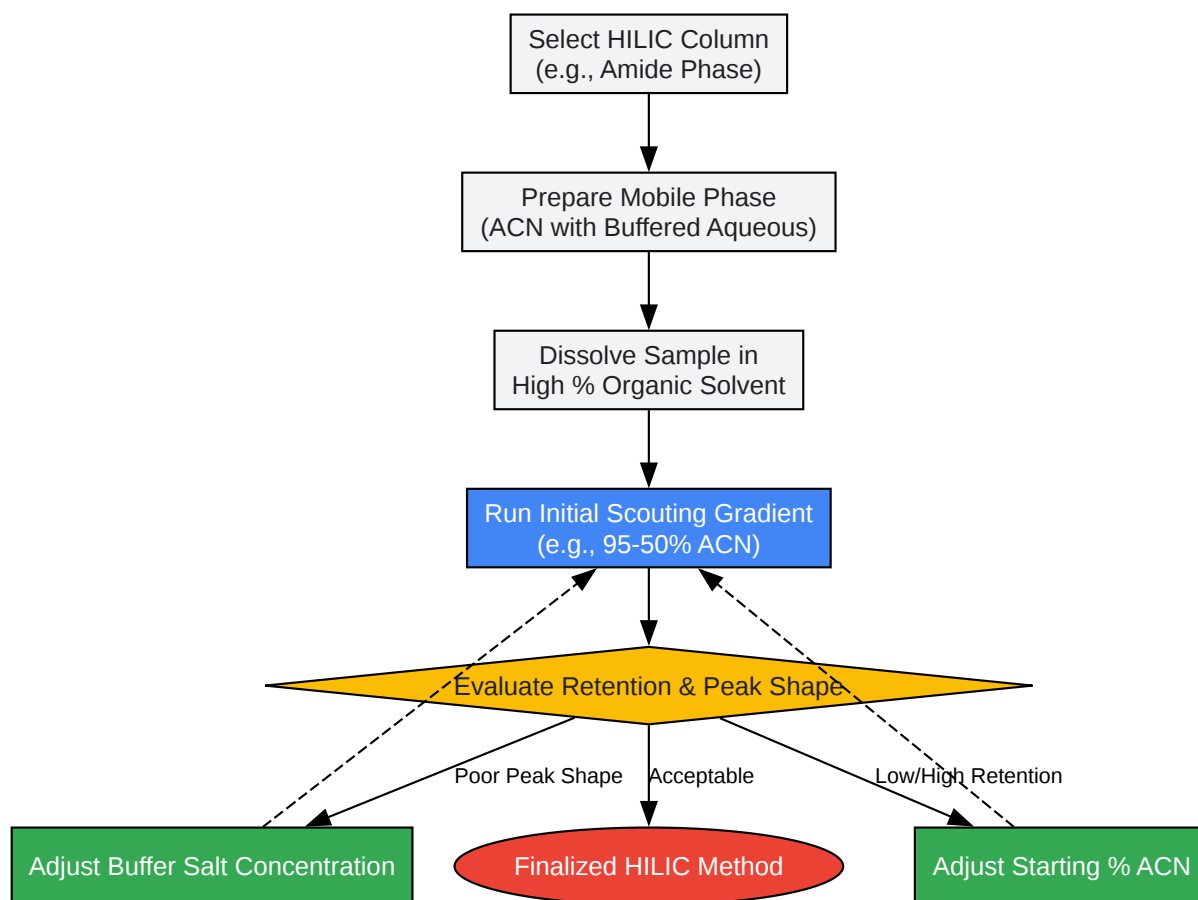 Select HILIC Column
(e.g., Amide Phase)
Prepare Mobile Phase
(ACN with Buffered Aqueous)
Dissolve Sample in
High % Organic Solvent
Run Initial Scouting Gradient
(e.g., 95-50% ACN)
Evaluate Retention & Peak Shape
Poor Peak Shape
Acceptable
Low/High Retention
Adjust Buffer Salt Concentration
Finalized HILIC Method
Adjust Starting % ACN